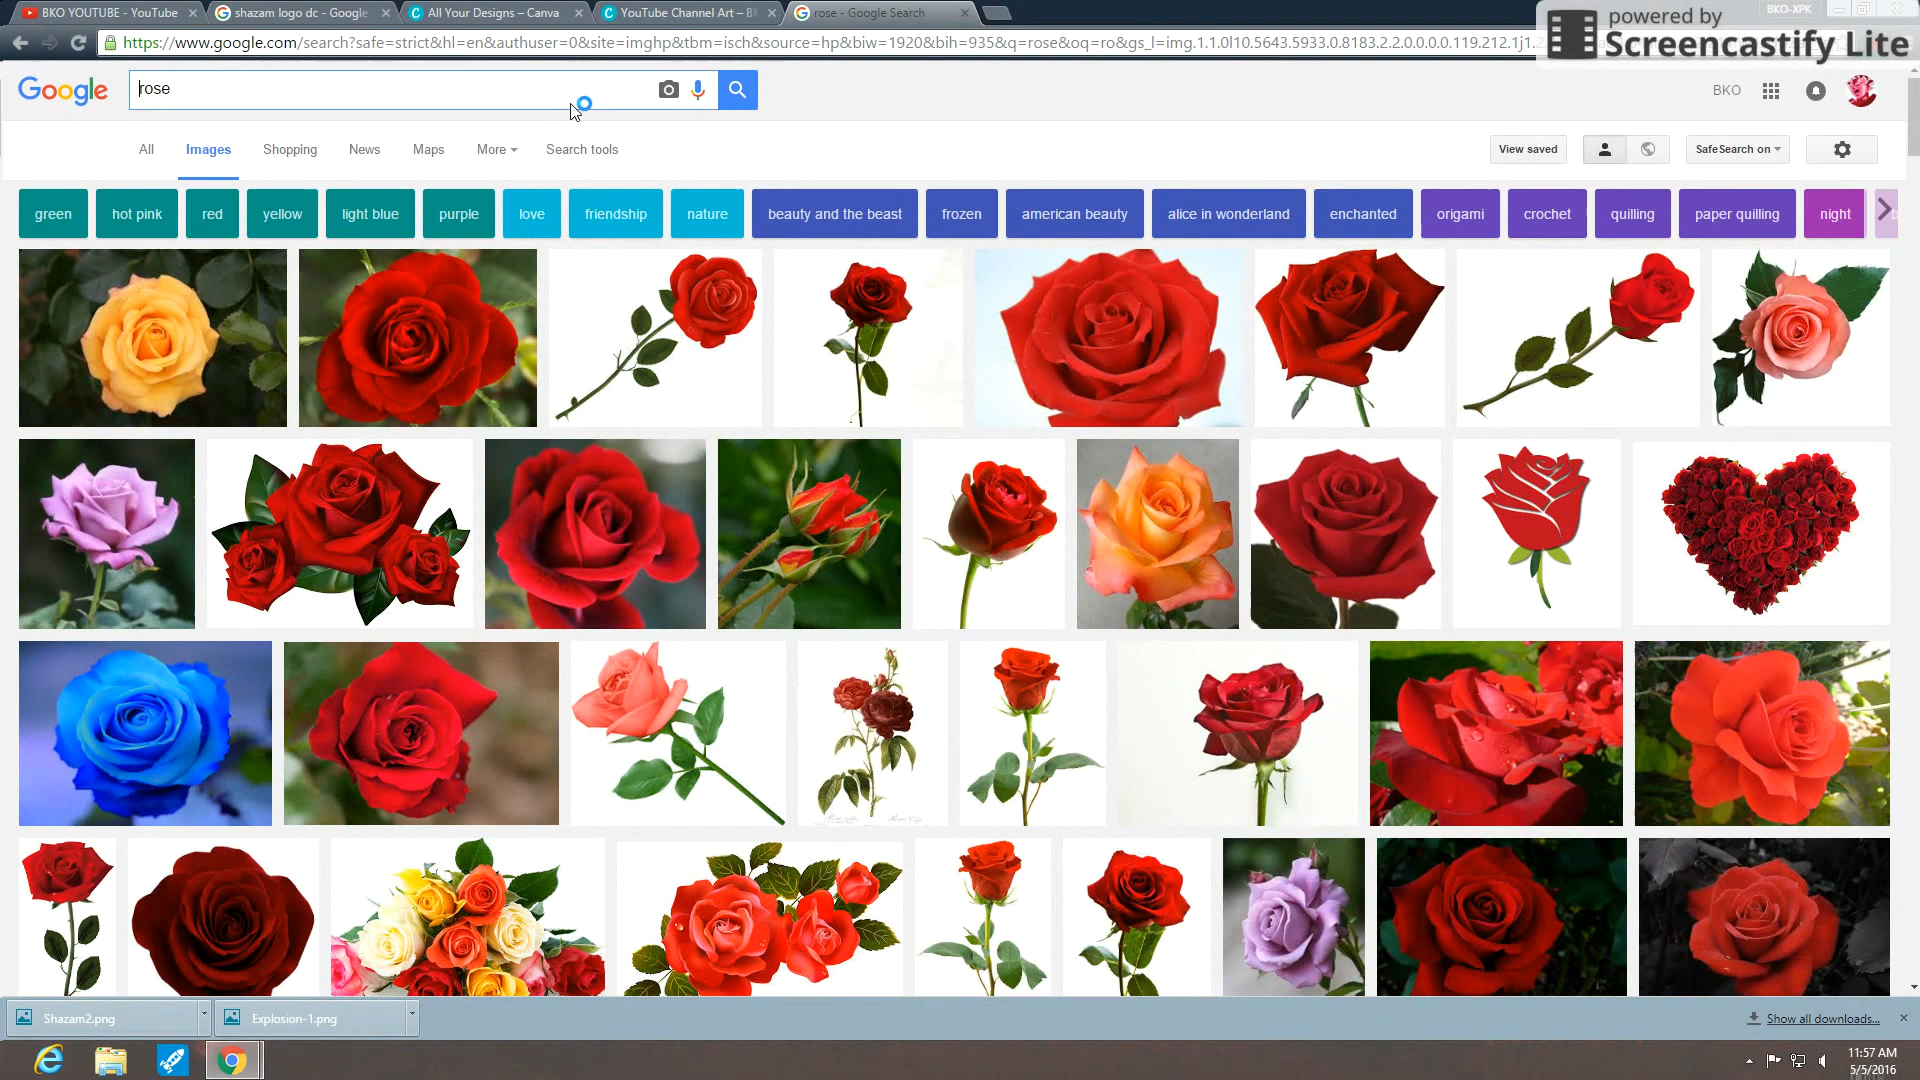 BKO YOUTUBE - YouTube
shazam logo dc - Google
All Your Designs – Canva
YouTube Channel Art – B
rose - Google Search
BKO-XPK
powered by
Screencastify Lite
https://www.google.com/search?safe=strict&hl=en&authuser=0&site=imghp&tbm=isch&source=hp&biw=1920&bih=935&q=rose&oq=ro&gs_l=img.1.1.0l10.5643.5933.0.8183.2.2.0.0.0.0.119.212.1j1.2
Google
rose
BKO
All
Images
Shopping
News
Maps
More
Search tools
View saved
SafeSearch on
green
hot pink
red
yellow
light blue
purple
love
friendship
nature
beauty and the beast
frozen
american beauty
alice in wonderland
enchanted
origami
crochet
quilling
paper quilling
night
Shazam2.png
Explosion-1.png
Show all downloads...
11:57 AM
5/5/2016